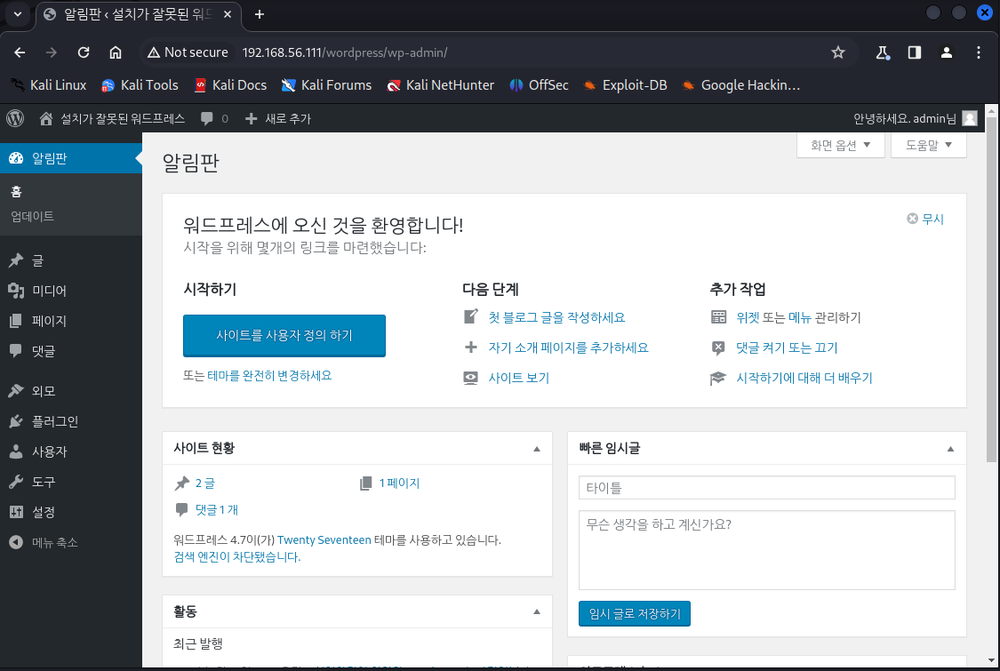 알림판 ‹ 설치가 잘못된 워드
Not secure 192.168.56.111/wordpress/wp-admin/
Kali Linux Kali Tools Kali Docs Kali Forums Kali NetHunter OffSec Exploit-DB Google Hackin…
설치가 잘못된 워드프레스 0 새로 추가 안녕하세요. admin님
알림판
홈
업데이트
글
미디어
페이지
댓글
외모
플러그인
사용자
도구
설정
메뉴 축소
화면 옵션 도움말
알림판
워드프레스에 오신 것을 환영합니다!
무시
시작을 위해 몇개의 링크를 마련했습니다:
시작하기
사이트를 사용자 정의 하기
또는 테마를 완전히 변경하세요
다음 단계
첫 블로그 글을 작성하세요
자기 소개 페이지를 추가하세요
사이트 보기
추가 작업
위젯 또는 메뉴 관리하기
댓글 켜기 또는 끄기
시작하기에 대해 더 배우기
사이트 현황
2 글 1 페이지
댓글 1 개
워드프레스 4.7이(가) Twenty Seventeen 테마를 사용하고 있습니다.
검색 엔진이 차단됐습니다.
활동
최근 발행
빠른 임시글
타이틀
무슨 생각을 하고 계신가요?
임시 글로 저장하기